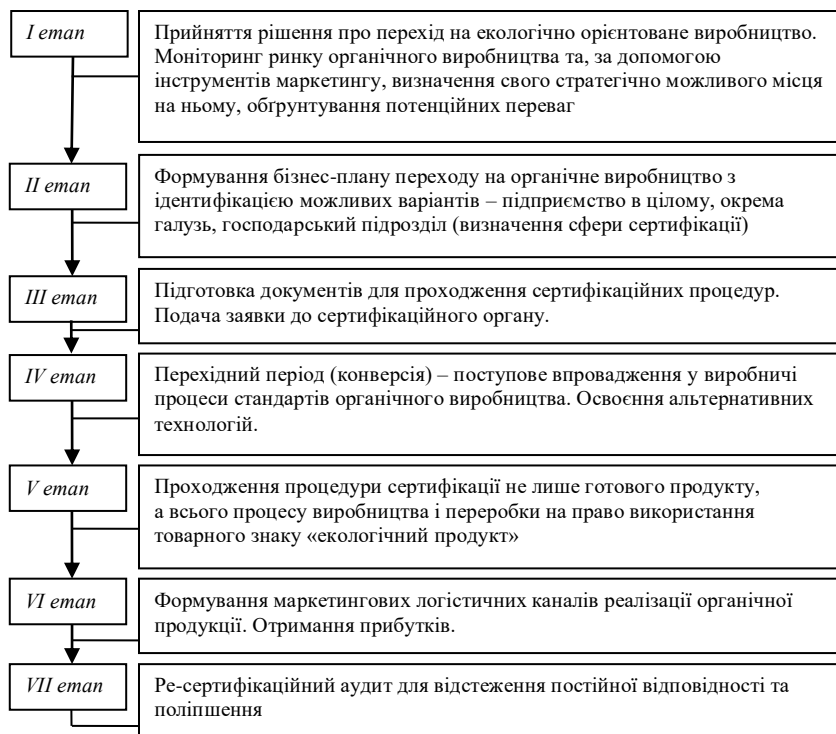 I етап
Прийняття рішення про перехід на екологічно орієнтоване виробництво.
Моніторинг ринку органічного виробництва та, за допомогою
інструментів маркетингу, визначення свого стратегічно можливого місця
на ньому, обґрунтування потенційних переваг
II етап
Формування бізнес-плану переходу на органічне виробництво з
ідентифікацією можливих варіантів – підприємство в цілому, окрема
галузь, господарський підрозділ (визначення сфери сертифікації)
III етап
Підготовка документів для проходження сертифікаційних процедур.
Подача заявки до сертифікаційного органу.
IV етап
Перехідний період (конверсія) – поступове впровадження у виробничі
процеси стандартів органічного виробництва. Освоєння альтернативних
технологій.
V етап
Проходження процедури сертифікації не лише готового продукту,
а всього процесу виробництва і переробки на право використання
товарного знаку «екологічний продукт»
VI етап
Формування маркетингових логістичних каналів реалізації органічної
продукції. Отримання прибутків.
VII етап
Ре-сертифікаційний аудит для відстеження постійної відповідності та
поліпшення